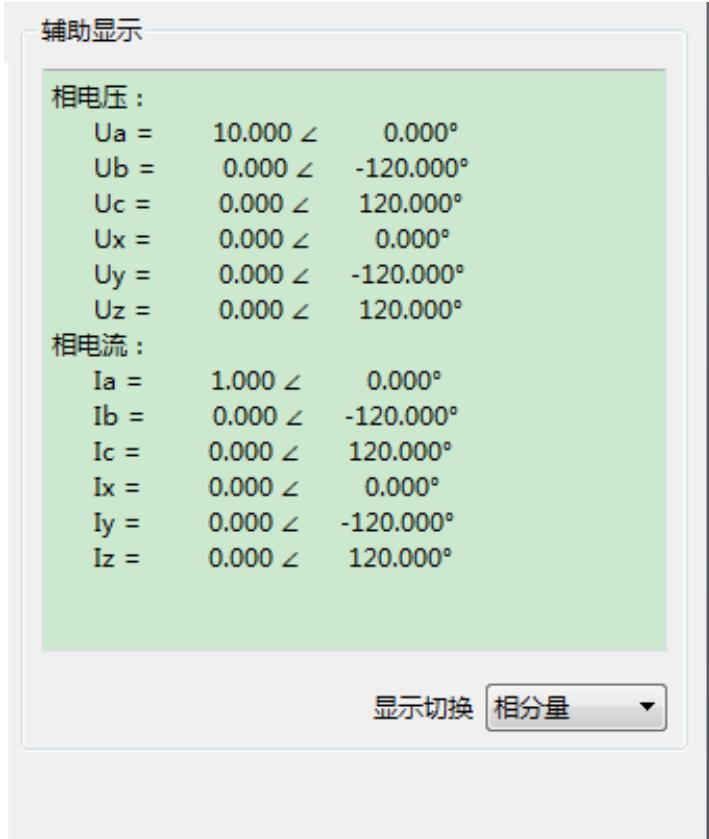 辅助显示
相电压：
Ua = 10.000 ∠ 0.000°
Ub = 0.000 ∠ -120.000°
Uc = 0.000 ∠ 120.000°
Ux = 0.000 ∠ 0.000°
Uy = 0.000 ∠ -120.000°
Uz = 0.000 ∠ 120.000°
相电流：
Ia = 1.000 ∠ 0.000°
Ib = 0.000 ∠ -120.000°
Ic = 0.000 ∠ 120.000°
Ix = 0.000 ∠ 0.000°
Iy = 0.000 ∠ -120.000°
Iz = 0.000 ∠ 120.000°
显示切换 相分量